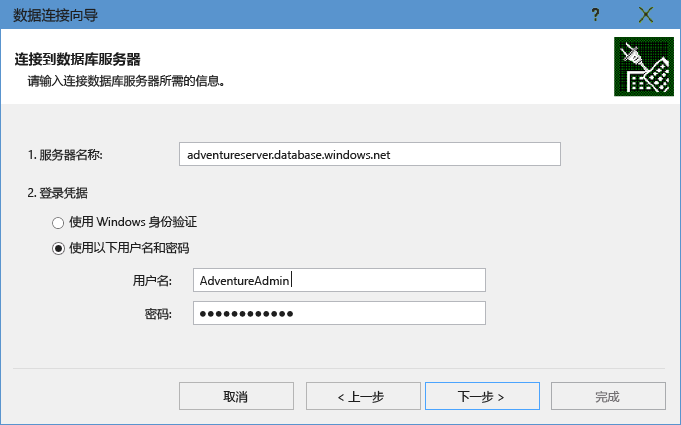 数据连接向导
连接到数据库服务器
请输入连接数据库服务器所需的信息。
1. 服务器名称: adventureserver.database.windows.net
2. 登录凭据
使用 Windows 身份验证
使用以下用户名和密码
用户名: AdventureAdmin
密码: ●●●●●●●●●●●●
取消 < 上一步 下一步 > 完成